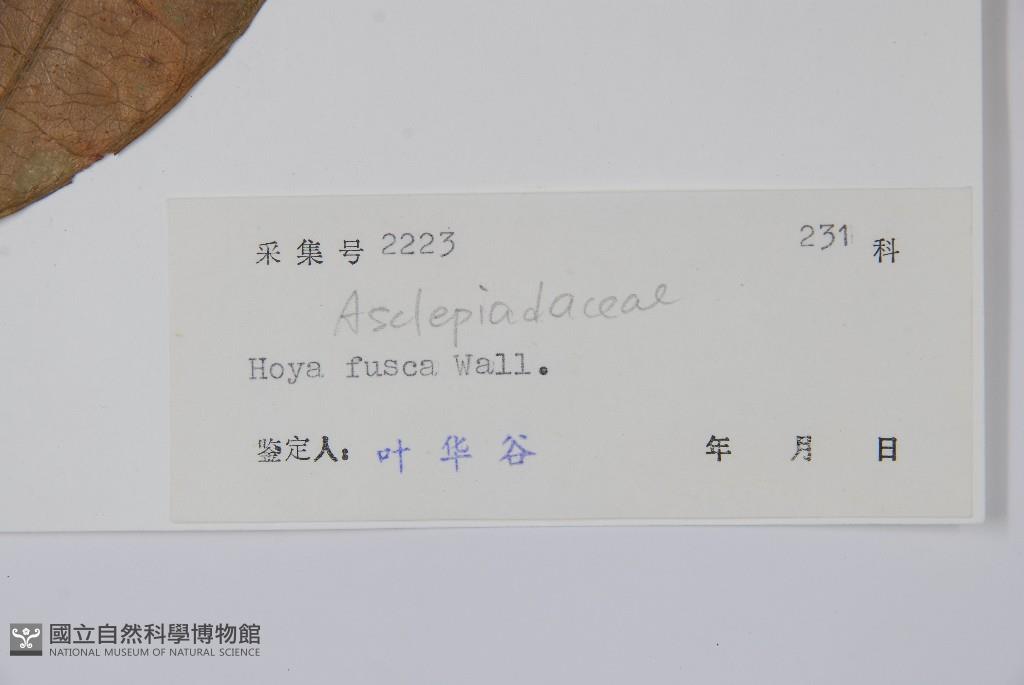 采集号 2223 231 科
Asclepiadaceae
Hoya fusca Wall.
鉴定人: 叶华谷 年 月 日
國立自然科學博物館
NATIONAL MUSEUM OF NATURAL SCIENCE